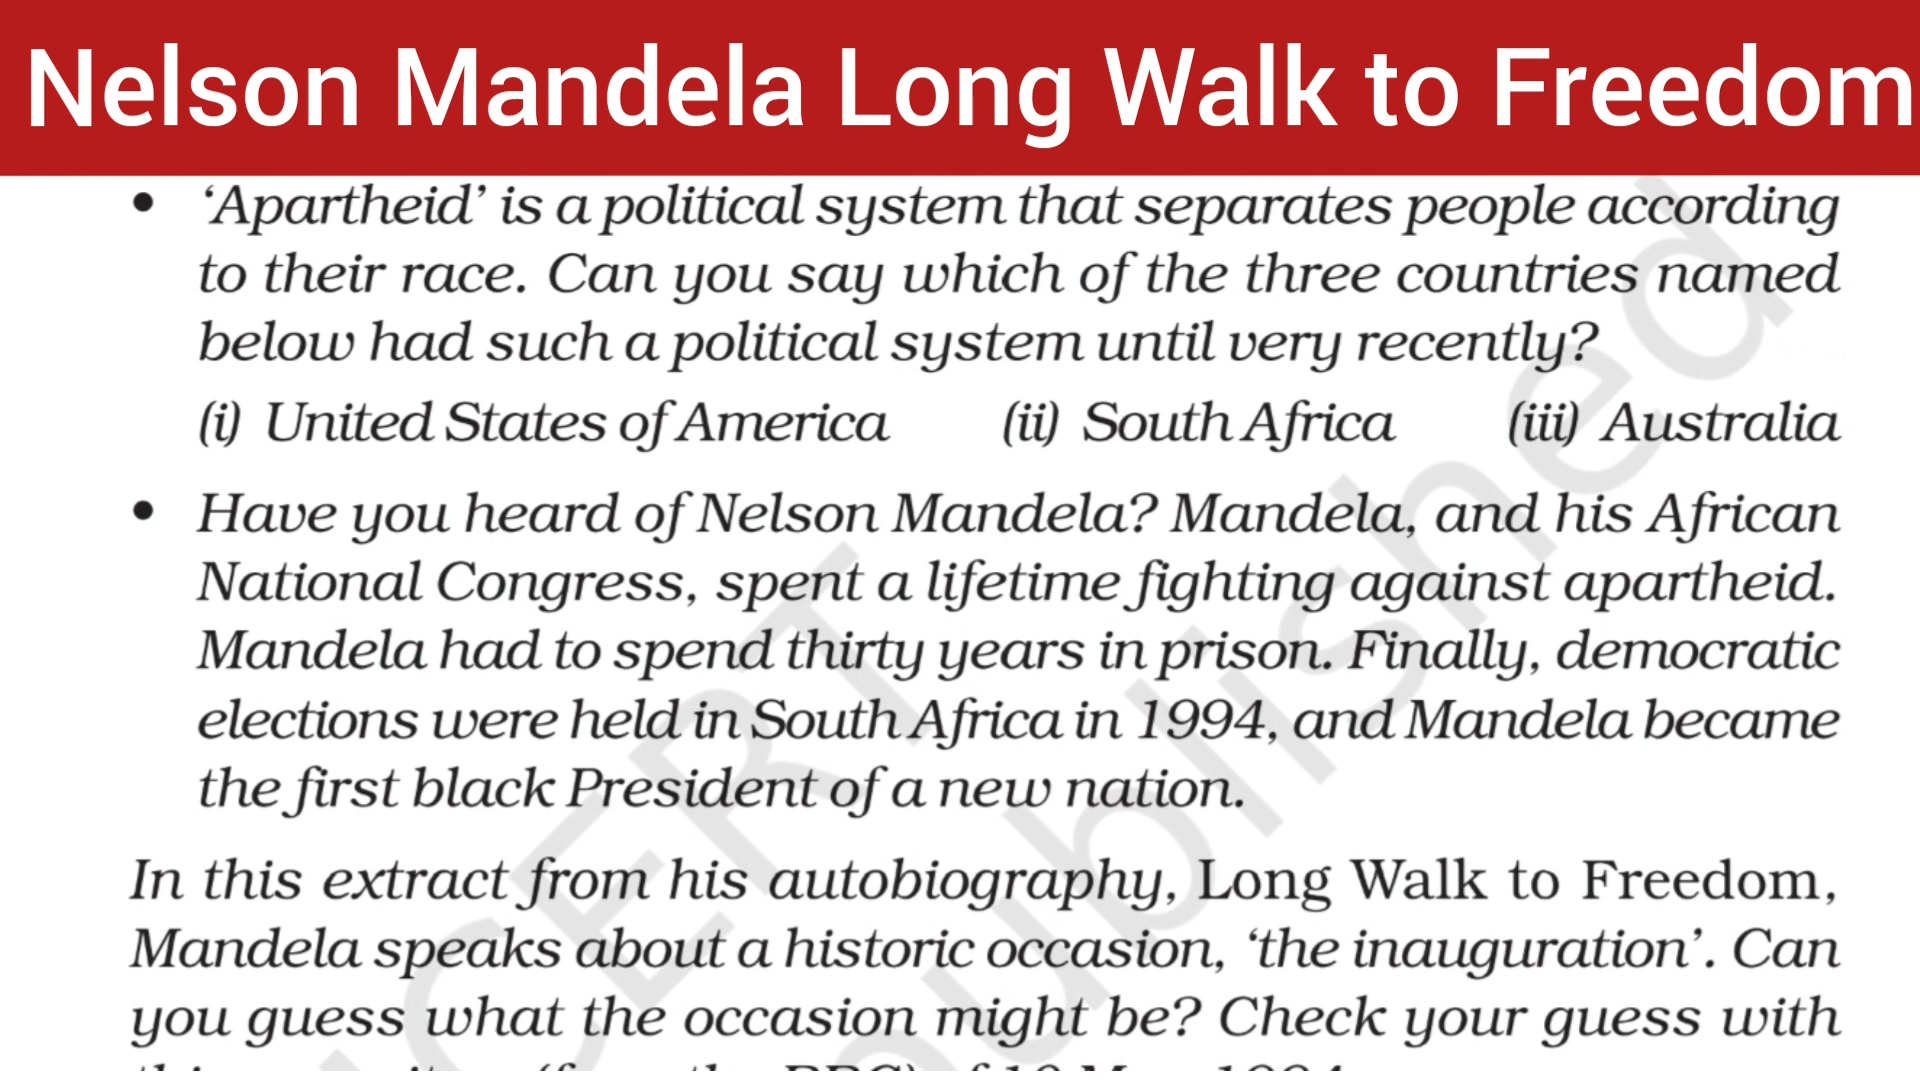 Nelson Mandela Long Walk to Freedom
• ‘Apartheid’ is a political system that separates people according
to their race. Can you say which of the three countries named
below had such a political system until very recently?
(i) United States of America (ii) South Africa (iii) Australia
• Have you heard of Nelson Mandela? Mandela, and his African
National Congress, spent a lifetime fighting against apartheid.
Mandela had to spend thirty years in prison. Finally, democratic
elections were held in South Africa in 1994, and Mandela became
the first black President of a new nation.
In this extract from his autobiography, Long Walk to Freedom,
Mandela speaks about a historic occasion, ‘the inauguration’. Can
you guess what the occasion might be? Check your guess with
NCERT
published